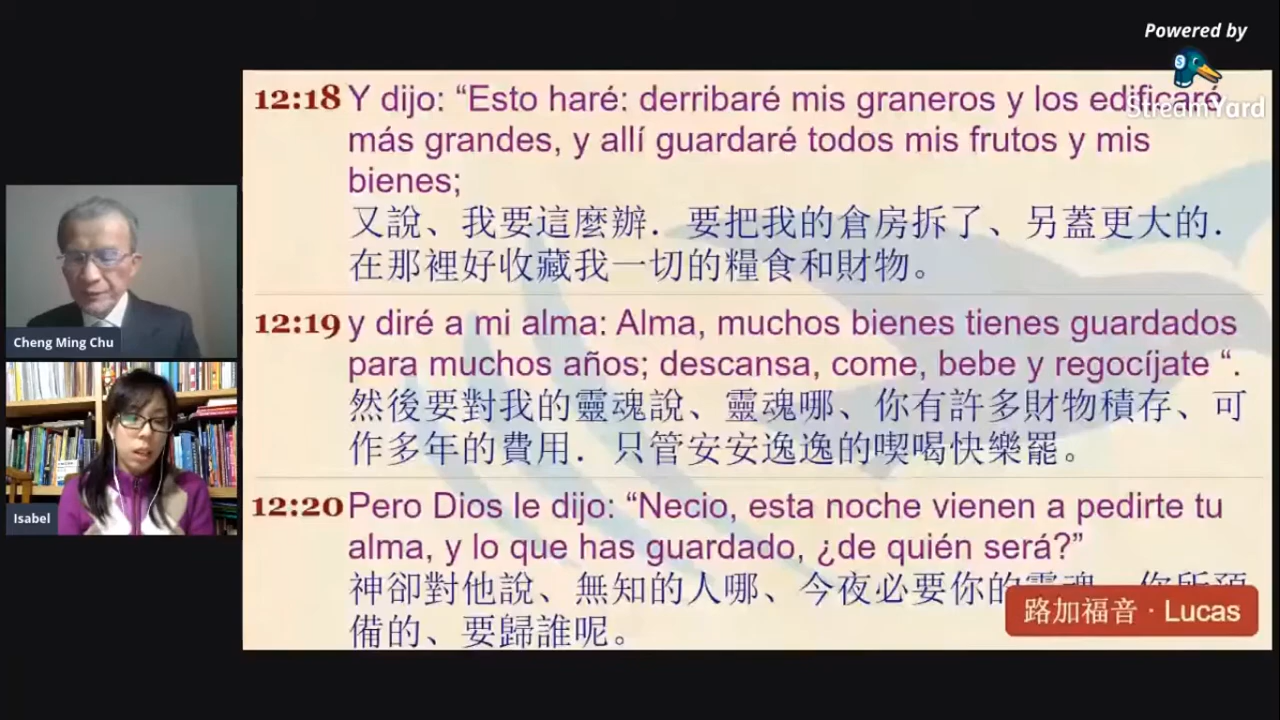 Powered by
StreamYard
12:18 Y dijo: “Esto haré: derribaré mis graneros y los edificaré
más grandes, y allí guardaré todos mis frutos y mis
bienes;
又說、我要這麼辦．要把我的倉房拆了、另蓋更大的．
在那裡好收藏我一切的糧食和財物。
12:19 y diré a mi alma: Alma, muchos bienes tienes guardados
para muchos años; descansa, come, bebe y regocíjate “.
然後要對我的靈魂說、靈魂哪、你有許多財物積存、可
作多年的費用．只管安安逸逸的喫喝快樂罷。
12:20 Pero Dios le dijo: “Necio, esta noche vienen a pedirte tu
alma, y lo que has guardado, ¿de quién será?”
神卻對他說、無知的人哪、今夜必要你的
備的、要歸誰呢。
路加福音 · Lucas
Cheng Ming Chu
Isabel